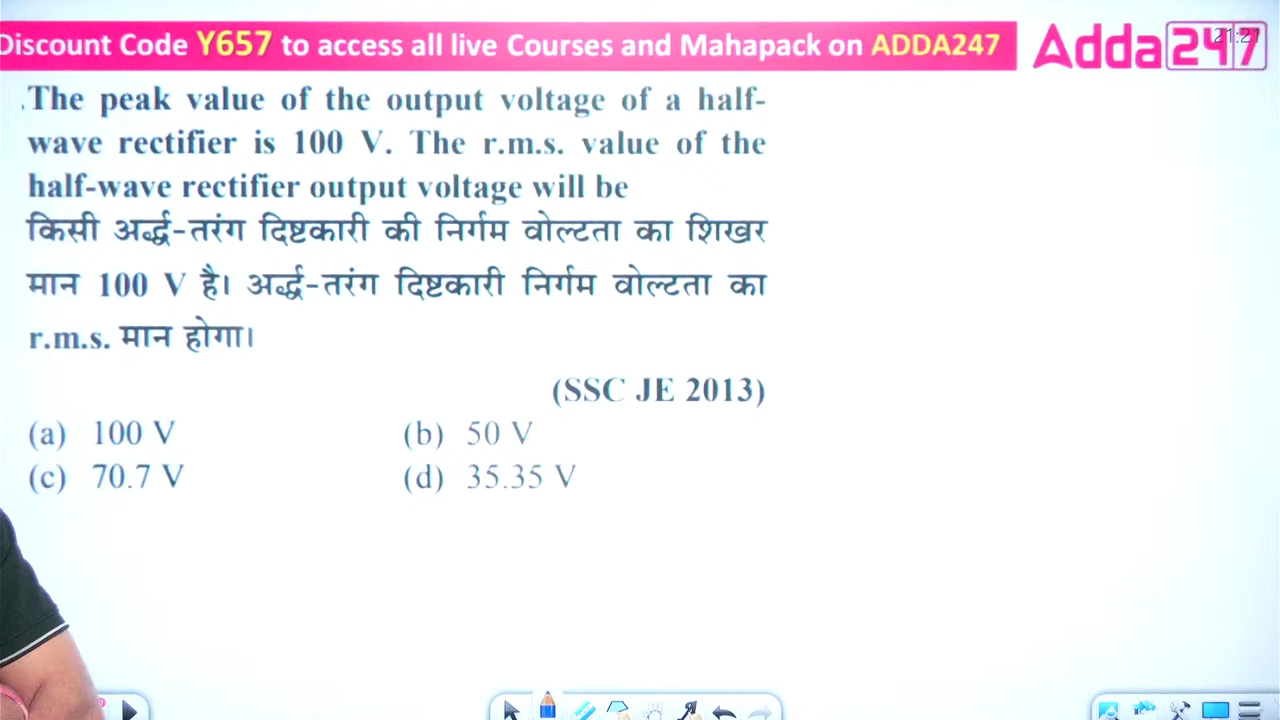 Discount Code Y657 to access all live Courses and Mahapack on ADDA247
Adda247
21:21
.The peak value of the output voltage of a half-
wave rectifier is 100 V. The r.m.s. value of the
half-wave rectifier output voltage will be
किसी अर्द्ध-तरंग दिष्टकारी की निर्गम वोल्टता का शिखर
मान 100 V है। अर्द्ध-तरंग दिष्टकारी निर्गम वोल्टता का
r.m.s. मान होगा।
(SSC JE 2013)
(a) 100 V (b) 50 V
(c) 70.7 V (d) 35.35 V